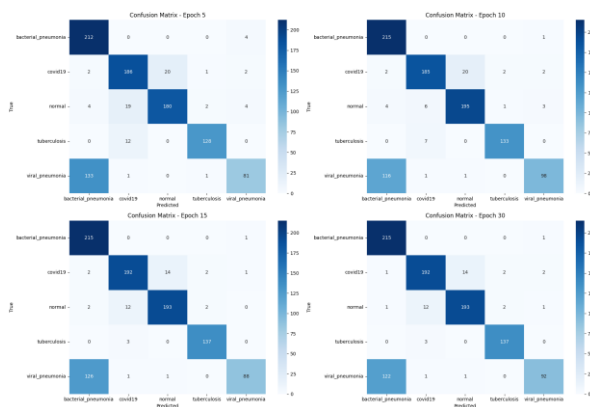 Confusion Matrix - Epoch 5
bacterial_pneumonia 212 0 0 0 4
covid19 2 186 20 1 2
normal 4 19 180 2 4
tuberculosis 0 12 0 128 0
viral_pneumonia 133 1 1 0 81
bacterial_pneumonia covid19 normal tuberculosis viral_pneumonia
Predicted
True
200
175
150
125
100
75
50
25
0
Confusion Matrix - Epoch 10
bacterial_pneumonia 215 0 0 0 1
covid19 2 185 20 2 2
normal 4 6 195 1 3
tuberculosis 0 7 0 133 0
viral_pneumonia 1 1 0
bacterial_pneumonia covid19 normal tuberculosis viral_pneumonia
Predicted
True
Confusion Matrix - Epoch 15
bacterial_pneumonia 215 0 0 0 1
covid19 2 192 14 2 1
normal 2 12 193 2 0
tuberculosis 0 3 0 137 0
viral_pneumonia 126 1 1 0 88
bacterial_pneumonia covid19 normal tuberculosis viral_pneumonia
Predicted
True
200
175
150
125
100
75
50
25
0
Confusion Matrix - Epoch 30
bacterial_pneumonia 215 0 0 0 1
covid19 1 192 14 2 2
normal 1 12 193 2 1
tuberculosis 0 3 0 137 0
viral_pneumonia 122 1 1 0 92
bacterial_pneumonia covid19 normal tuberculosis viral_pneumonia
Predicted
True